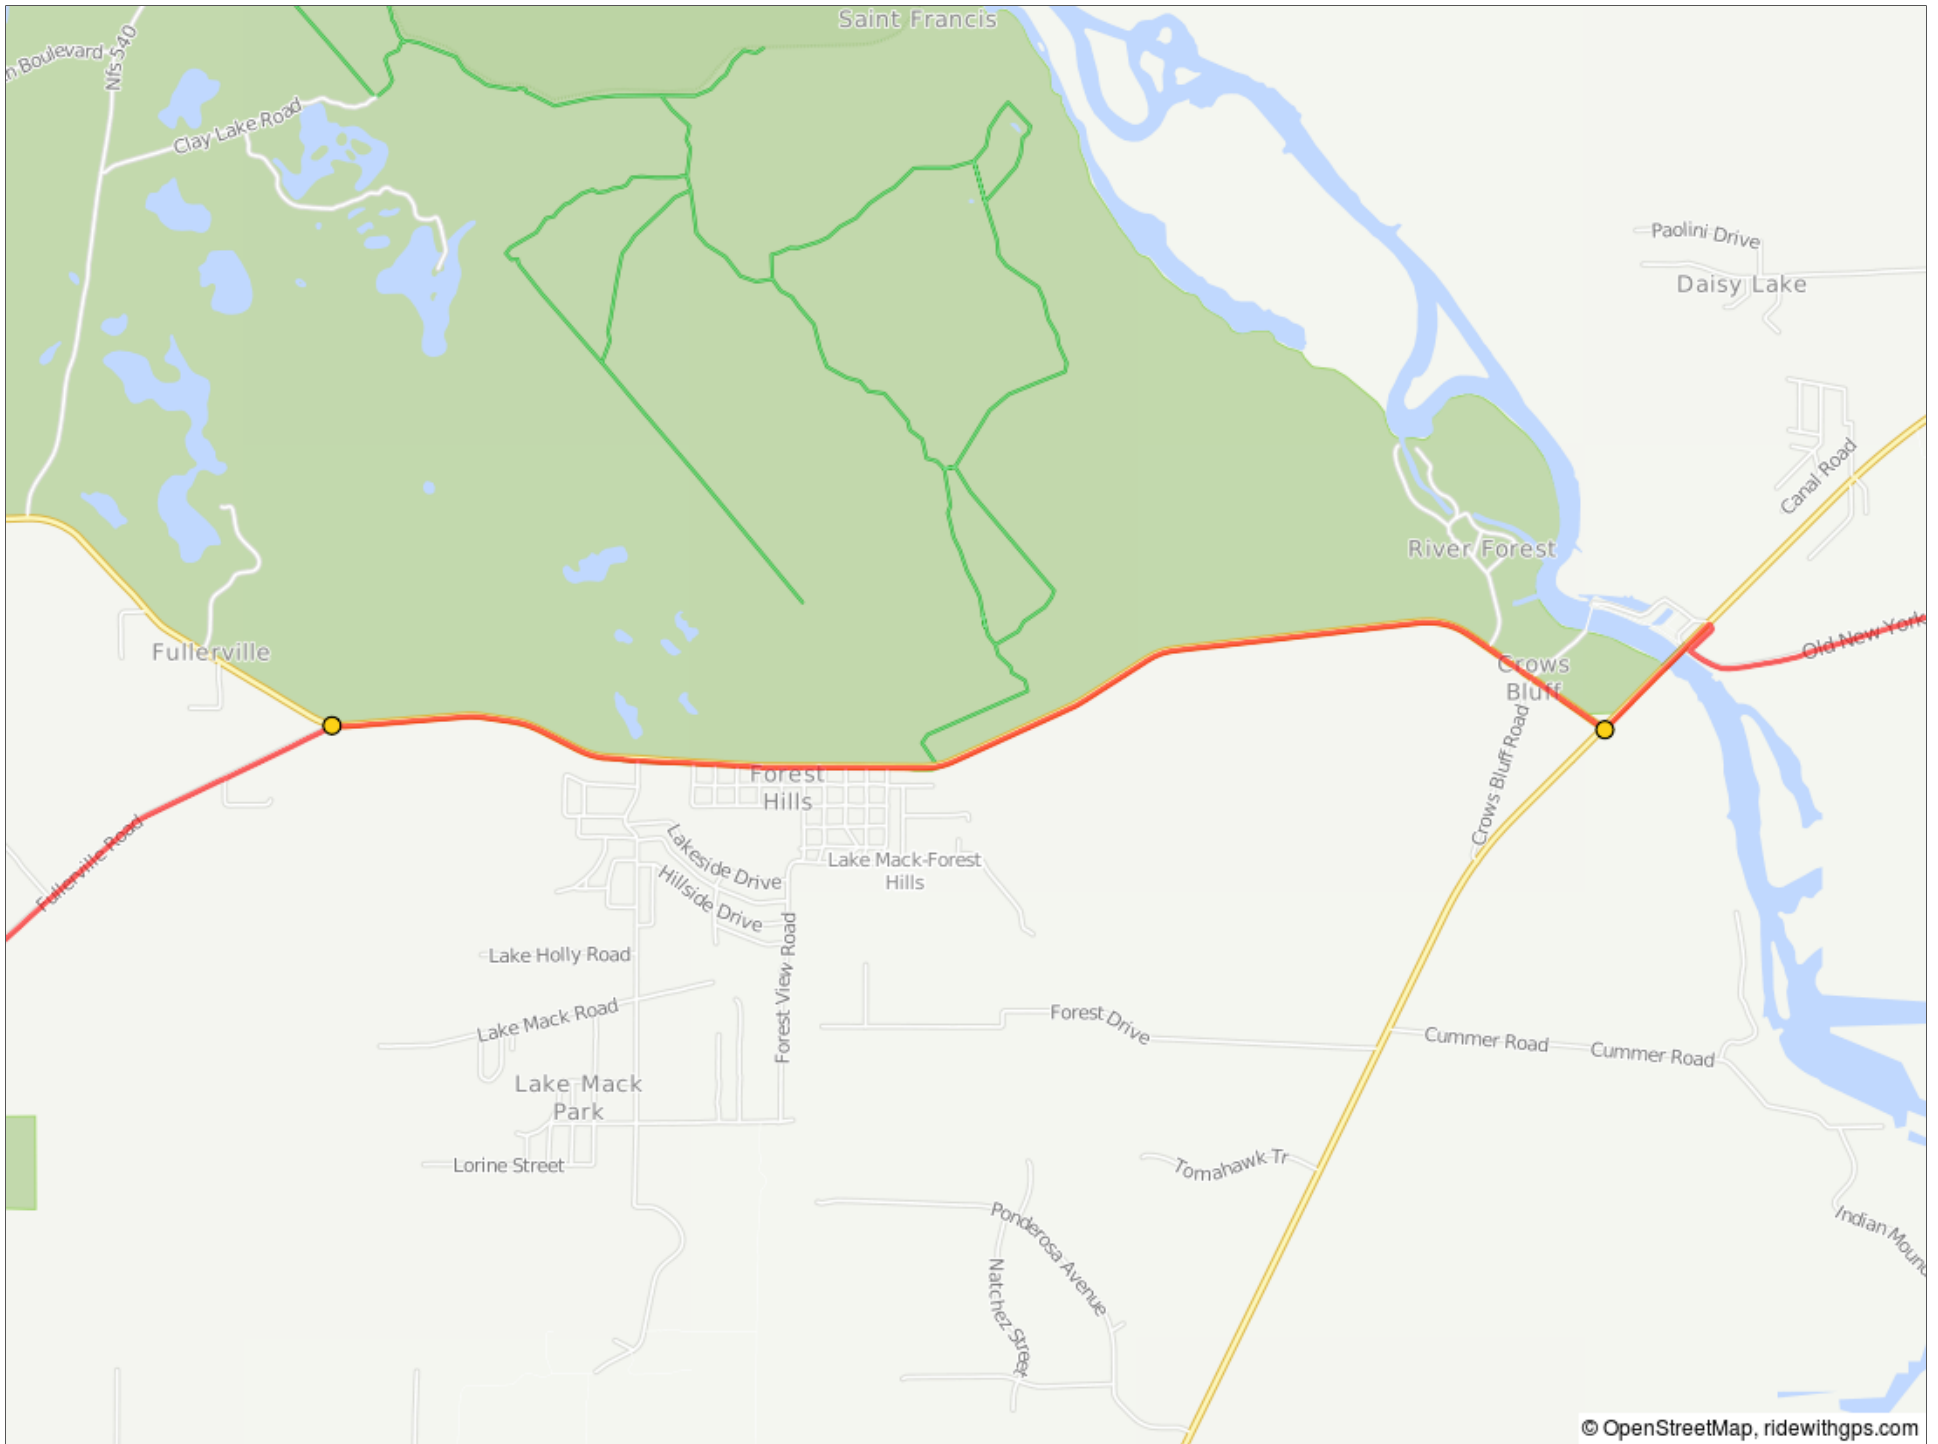 Saint Francis
Boulevard
Nfs 540
Clay Lake Road
Paolini Drive
Daisy Lake
Canal Road
River Forest
Old New York
Fullerville
Crows
Bluff
Crows Bluff Road
Forest
Hills
Fullerville Road
Lakeside Drive
Lake Mack-Forest
Hills
Hillside Drive
Forest View Road
Lake Holly Road
Lake Mack Road
Forest Drive
Cummer Road
Cummer Road
Lake Mack
Park
Lorine Street
Tomahawk Tr
Ponderosa Avenue
Natchez Street
Indian Mound
© OpenStreetMap, ridewithgps.com